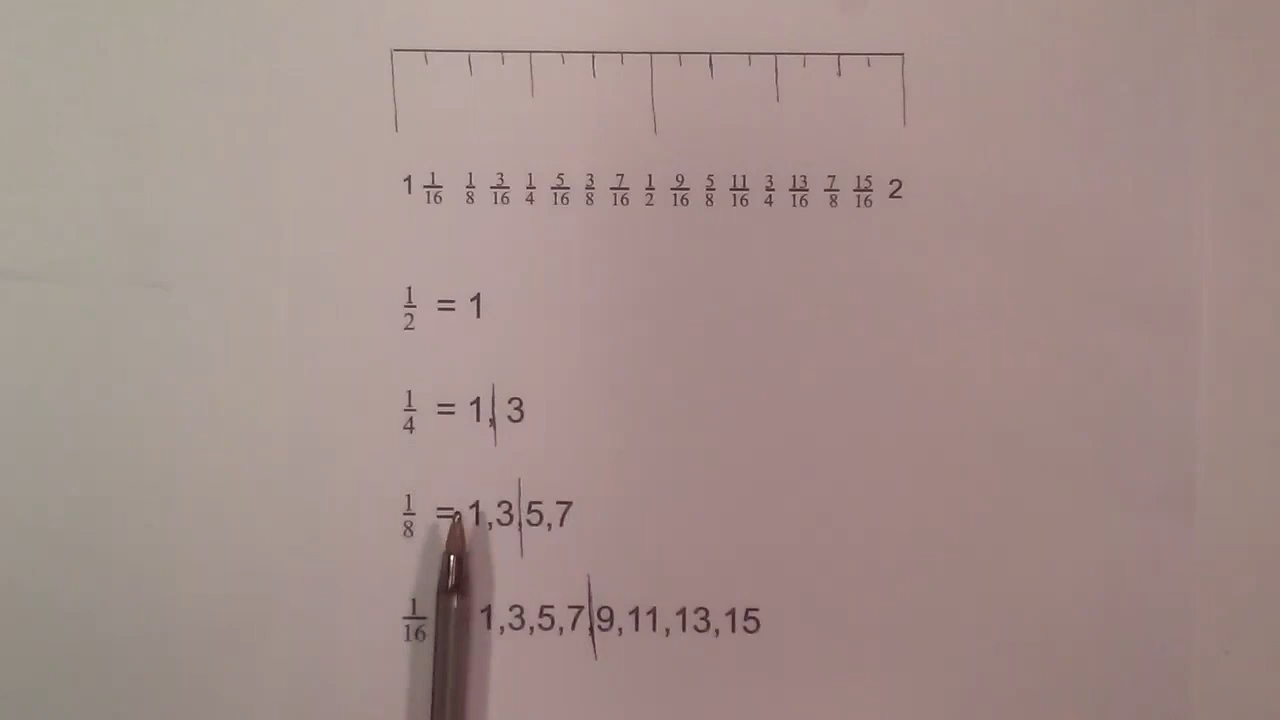 1 1/16 1/8 3/16 1/4 5/16 3/8 7/16 1/2 9/16 5/8 11/16 3/4 13/16 7/8 15/16 2
1/2 = 1
1/4 = 1, 3
1/8 = 1,3,5,7
1/16 1,3,5,7,9,11,13,15